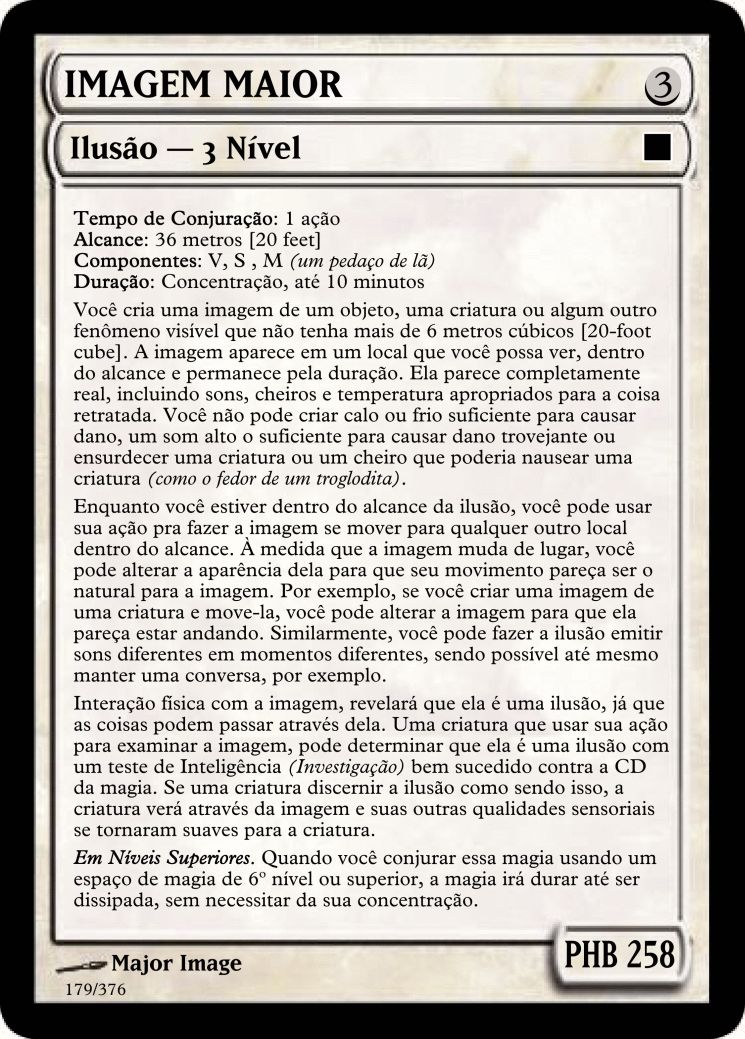 IMAGEM MAIOR
3
Ilusão — 3 Nível
Tempo de Conjuração: 1 ação
Alcance: 36 metros [20 feet]
Componentes: V, S , M (um pedaço de lã)
Duração: Concentração, até 10 minutos
Você cria uma imagem de um objeto, uma criatura ou algum outro
fenômeno visível que não tenha mais de 6 metros cúbicos [20-foot
cube]. A imagem aparece em um local que você possa ver, dentro
do alcance e permanece pela duração. Ela parece completamente
real, incluindo sons, cheiros e temperatura apropriados para a coisa
retratada. Você não pode criar calo ou frio suficiente para causar
dano, um som alto o suficiente para causar dano trovejante ou
ensurdecer uma criatura ou um cheiro que poderia nausear uma
criatura (como o fedor de um troglodita).
Enquanto você estiver dentro do alcance da ilusão, você pode usar
sua ação pra fazer a imagem se mover para qualquer outro local
dentro do alcance. À medida que a imagem muda de lugar, você
pode alterar a aparência dela para que seu movimento pareça ser o
natural para a imagem. Por exemplo, se você criar uma imagem de
uma criatura e move-la, você pode alterar a imagem para que ela
pareça estar andando. Similarmente, você pode fazer a ilusão emitir
sons diferentes em momentos diferentes, sendo possível até mesmo
manter uma conversa, por exemplo.
Interação física com a imagem, revelará que ela é uma ilusão, já que
as coisas podem passar através dela. Uma criatura que usar sua ação
para examinar a imagem, pode determinar que ela é uma ilusão com
um teste de Inteligência (Investigação) bem sucedido contra a CD
da magia. Se uma criatura discernir a ilusão como sendo isso, a
criatura verá através da imagem e suas outras qualidades sensoriais
se tornaram suaves para a criatura.
Em Níveis Superiores. Quando você conjurar essa magia usando um
espaço de magia de 6º nível ou superior, a magia irá durar até ser
dissipada, sem necessitar da sua concentração.
PHB 258
Major Image
179/376